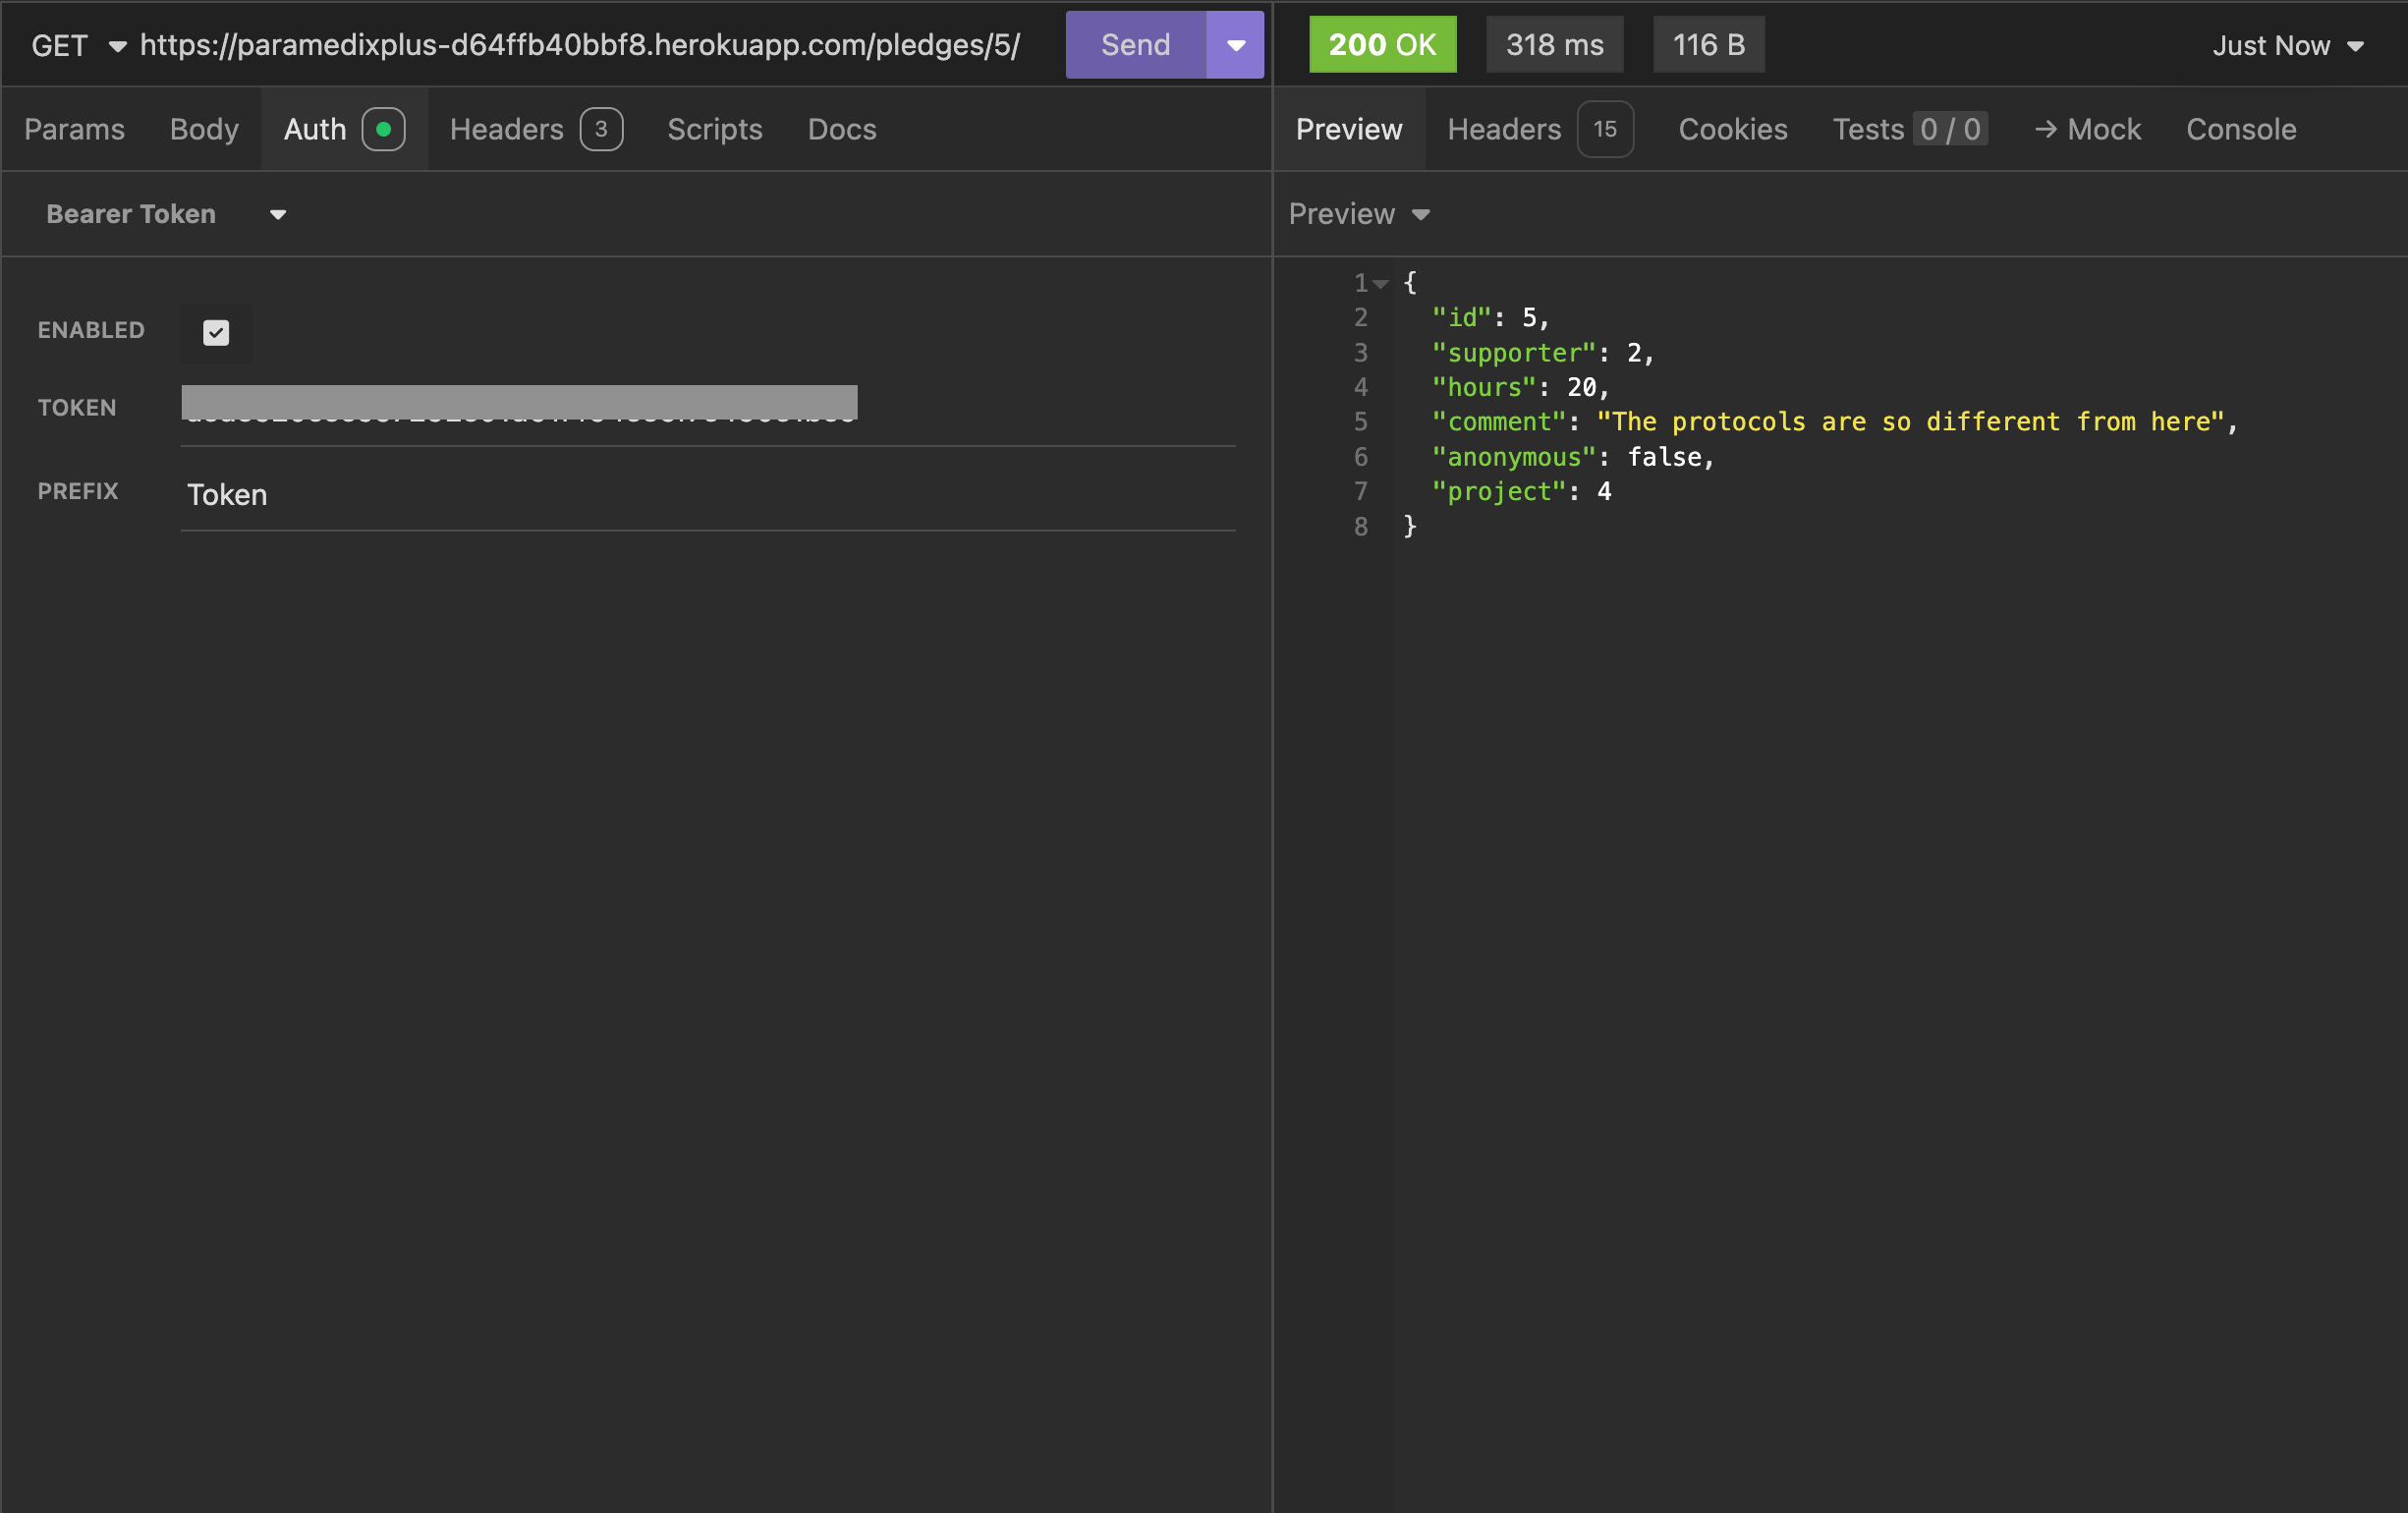 GET https://paramedixplus-d64ffb40bbf8.herokuapp.com/pledges/5/ Send
200 OK 318 ms 116 B Just Now
Params Body Auth Headers 3 Scripts Docs
Preview Headers 15 Cookies Tests 0 / 0 → Mock Console
Bearer Token
Preview
ENABLED
TOKEN
PREFIX Token
1 {
2 "id": 5,
3 "supporter": 2,
4 "hours": 20,
5 "comment": "The protocols are so different from here",
6 "anonymous": false,
7 "project": 4
8 }